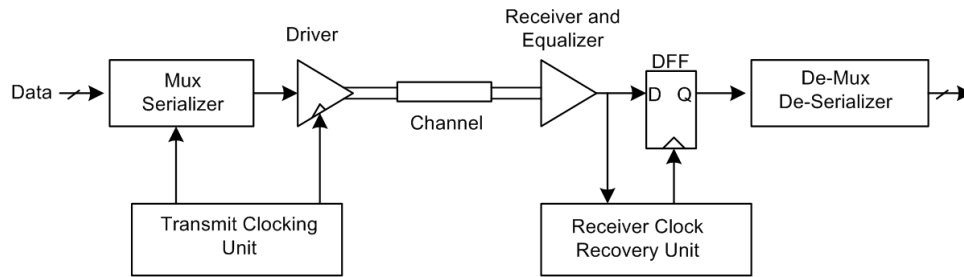 Data
Mux
Serializer
Driver
Channel
Receiver and
Equalizer
DFF
D Q
De-Mux
De-Serializer
Transmit Clocking
Unit
Receiver Clock
Recovery Unit